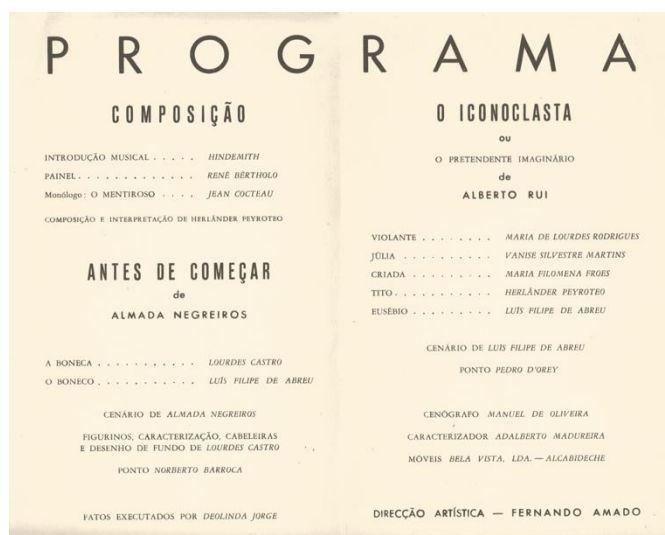 PROGRAMA
COMPOSIÇÃO
INTRODUÇÃO MUSICAL . . . . . HINDEMITH
PAINEL . . . . . . . . . . . . . RENÉ BÈRTHOLO
Monólogo: O MENTIROSO . . . . JEAN COCTEAU
COMPOSIÇÃO E INTERPRETAÇÃO DE HERLÂNDER PEYROTEO
ANTES DE COMEÇAR
de
ALMADA NEGREIROS
A BONECA . . . . . . . . . . . LOURDES CASTRO
O BONECO . . . . . . . . . . . LUÍS FILIPE DE ABREU
CENÁRIO DE ALMADA NEGREIROS
FIGURINOS, CARACTERIZAÇÃO, CABELEIRAS
E DESENHO DE FUNDO DE LOURDES CASTRO
PONTO NORBERTO BARROCA
FATOS EXECUTADOS POR DEOLINDA JORGE
O ICONOCLASTA
ou
O PRETENDENTE IMAGINÁRIO
de
ALBERTO RUI
VIOLANTE . . . . . . . . MARIA DE LOURDES RODRIGUES
JÚLIA . . . . . . . . . . VANISE SILVESTRE MARTINS
CRIADA . . . . . . . . . MARIA FILOMENA FROES
TITO . . . . . . . . . . . HERLÂNDER PEYROTEO
EUSÉBIO . . . . . . . . . LUÍS FILIPE DE ABREU
CENÁRIO DE LUÍS FILIPE DE ABREU
PONTO PEDRO D'OREY
CENÓGRAFO MANUEL DE OLIVEIRA
CARACTERIZADOR ADALBERTO MADUREIRA
MÓVEIS BELA VISTA, LDA. — ALCABIDECHE
DIRECÇÃO ARTÍSTICA — FERNANDO AMADO